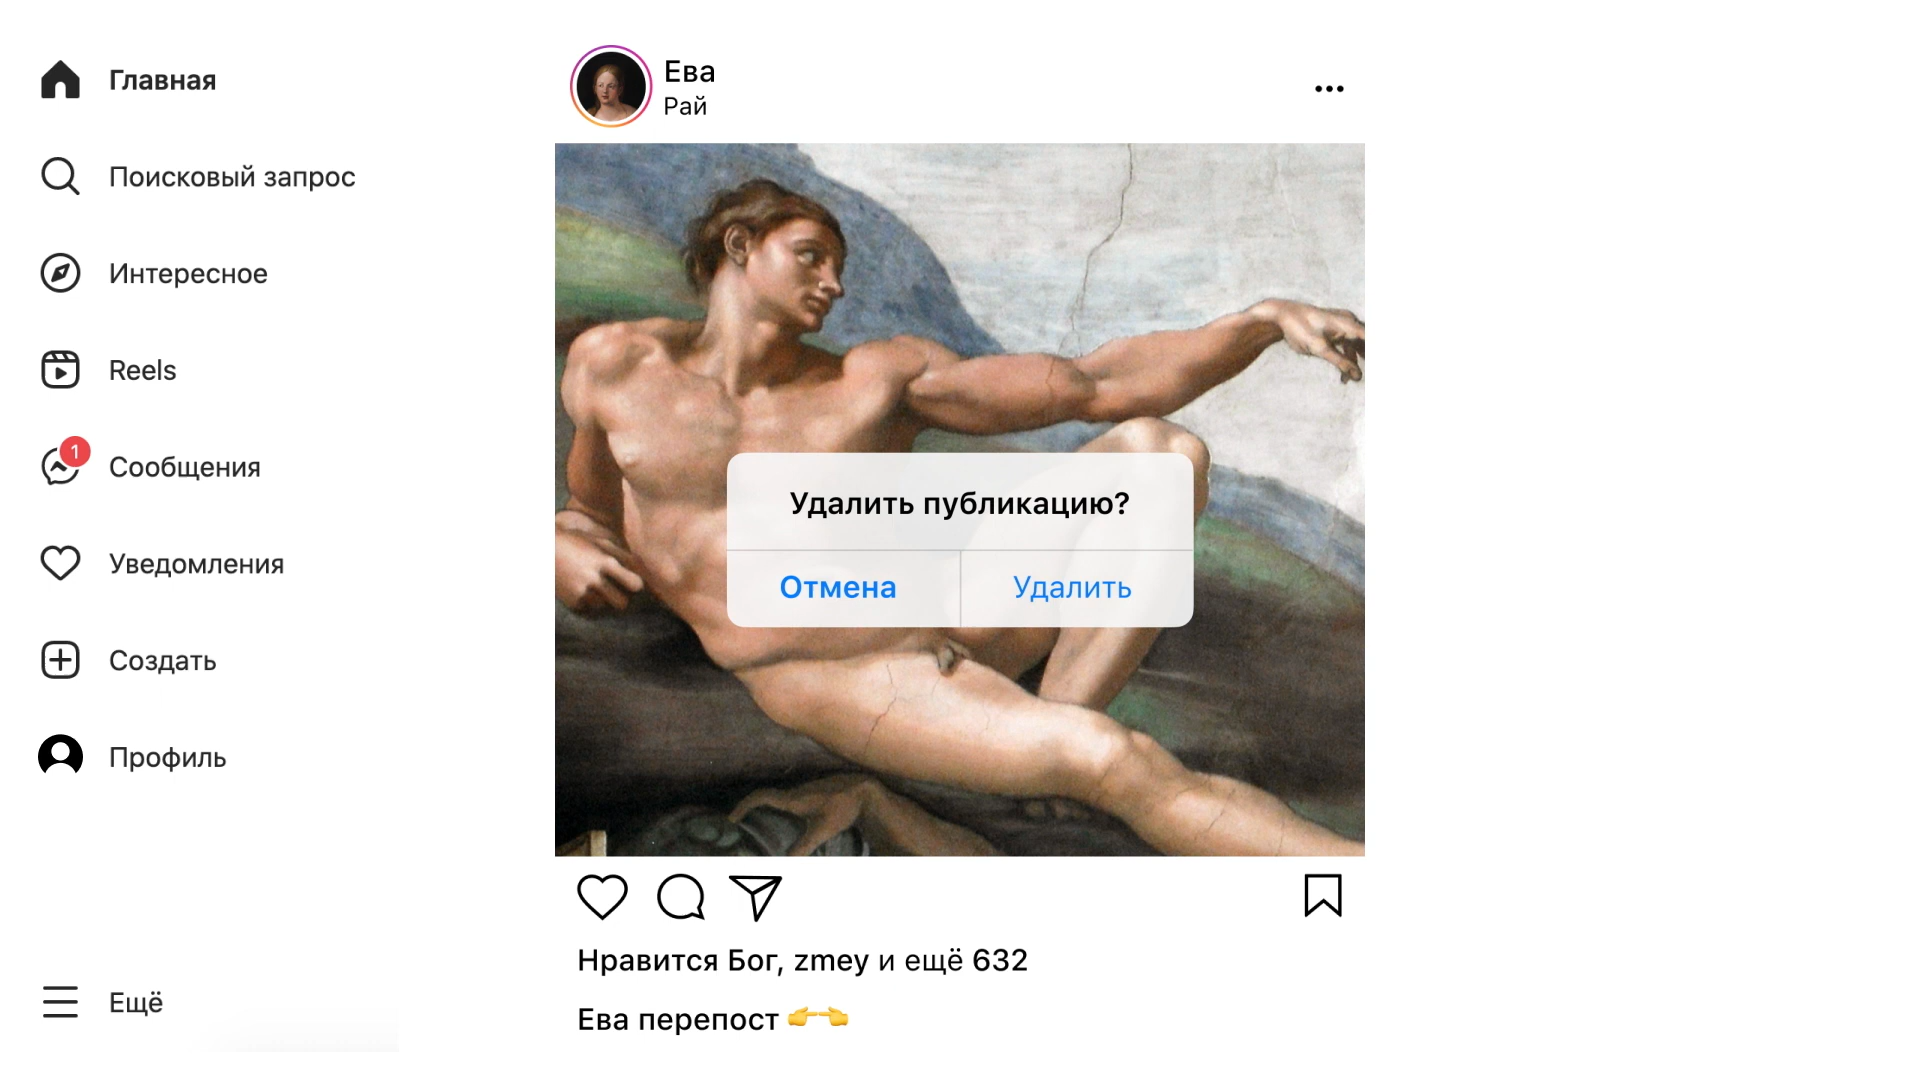 Главная
Поисковый запрос
Интересное
Reels
1
Сообщения
Уведомления
Создать
Профиль
Ещё
Ева
Рай
Удалить публикацию?
Отмена
Удалить
Нравится Бог, zmey и ещё 632
Ева перепост 👉👈